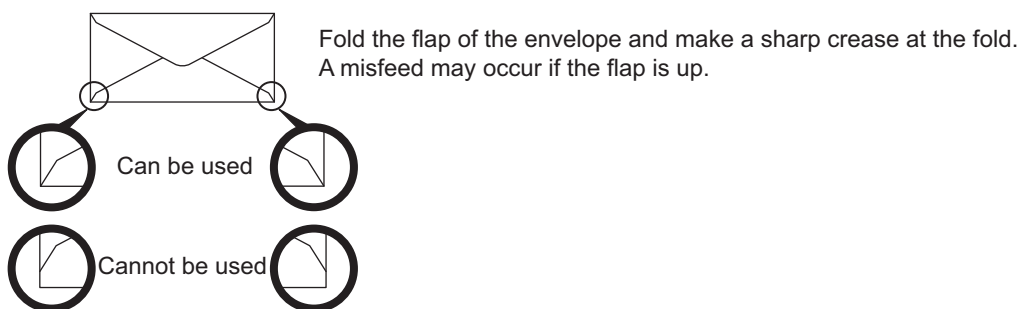 Fold the flap of the envelope and make a sharp crease at the fold.
A misfeed may occur if the flap is up.
Can be used
Cannot be used